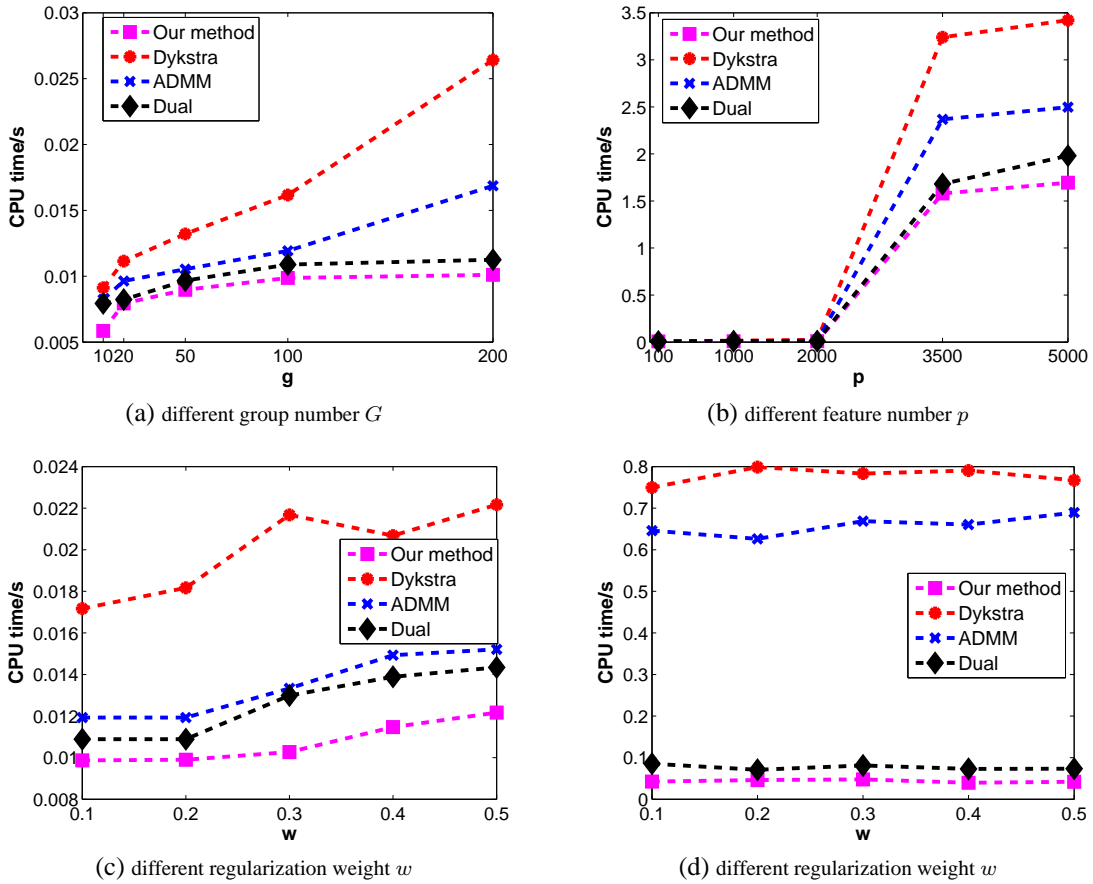 0.03
0.025
0.02
0.015
0.01
0.005
CPU time/s
Our method
Dykstra
ADMM
Dual
10 20 50 100 200
g
(a) different group number G
3.5
3
2.5
2
1.5
1
0.5
0
CPU time/s
Our method
Dykstra
ADMM
Dual
100 1000 2000 3500 5000
p
(b) different feature number p
0.024
0.022
0.02
0.018
0.016
0.014
0.012
0.01
0.008
CPU time/s
Our method
Dykstra
ADMM
Dual
0.1 0.2 0.3 0.4 0.5
w
(c) different regularization weight w
0.8
0.7
0.6
0.5
0.4
0.3
0.2
0.1
0
CPU time/s
Our method
Dykstra
ADMM
Dual
0.1 0.2 0.3 0.4 0.5
w
(d) different regularization weight w